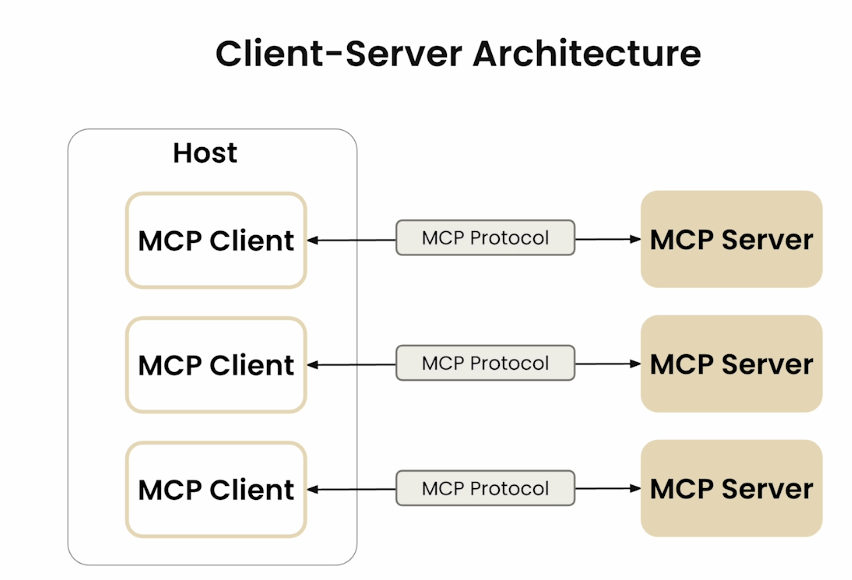 Client-Server Architecture
Host
MCP Client
MCP Protocol
MCP Server
MCP Client
MCP Protocol
MCP Server
MCP Client
MCP Protocol
MCP Server